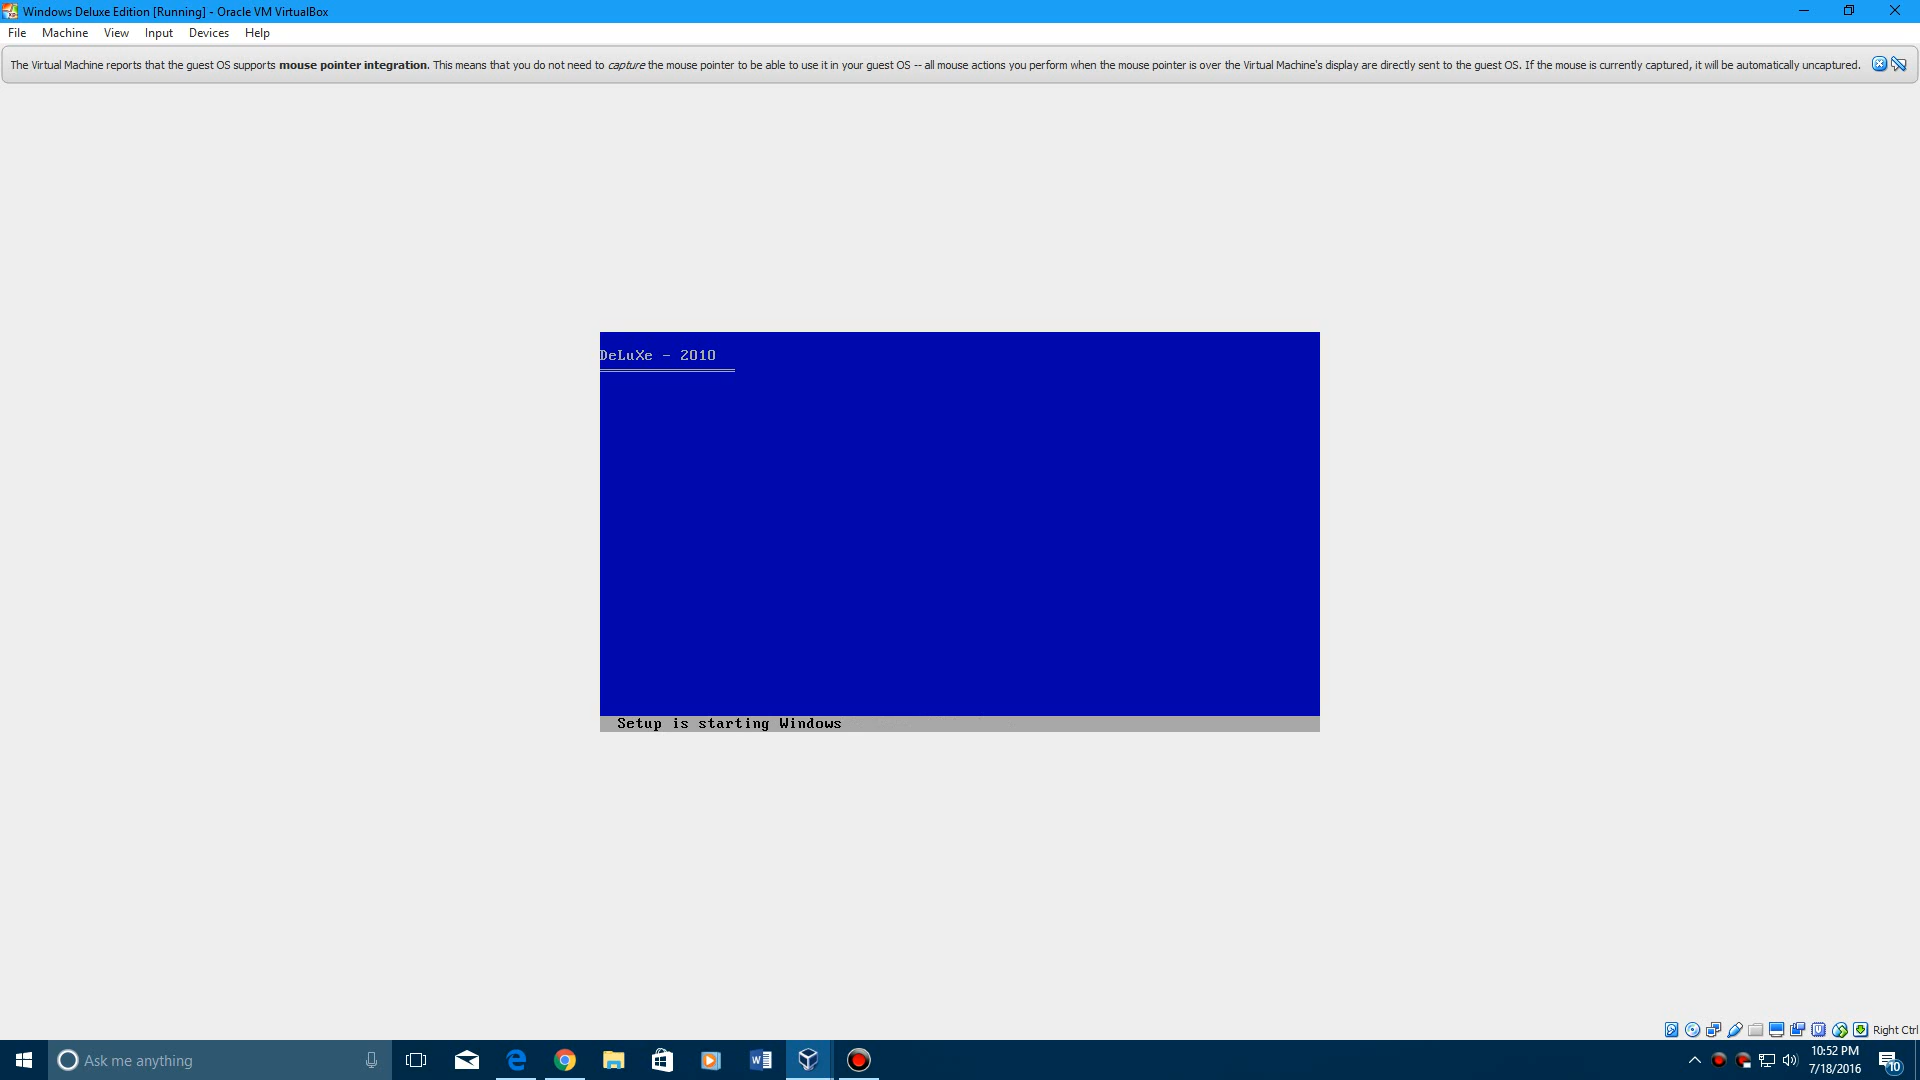 Windows Deluxe Edition [Running] - Oracle VM VirtualBox
File Machine View Input Devices Help
The Virtual Machine reports that the guest OS supports mouse pointer integration. This means that you do not need to capture the mouse pointer to be able to use it in your guest OS -- all mouse actions you perform when the mouse pointer is over the Virtual Machine's display are directly sent to the guest OS. If the mouse is currently captured, it will be automatically uncaptured.
DeLuXe - 2010
Setup is starting Windows
Right Ctrl
Ask me anything
10:52 PM
7/18/2016
10